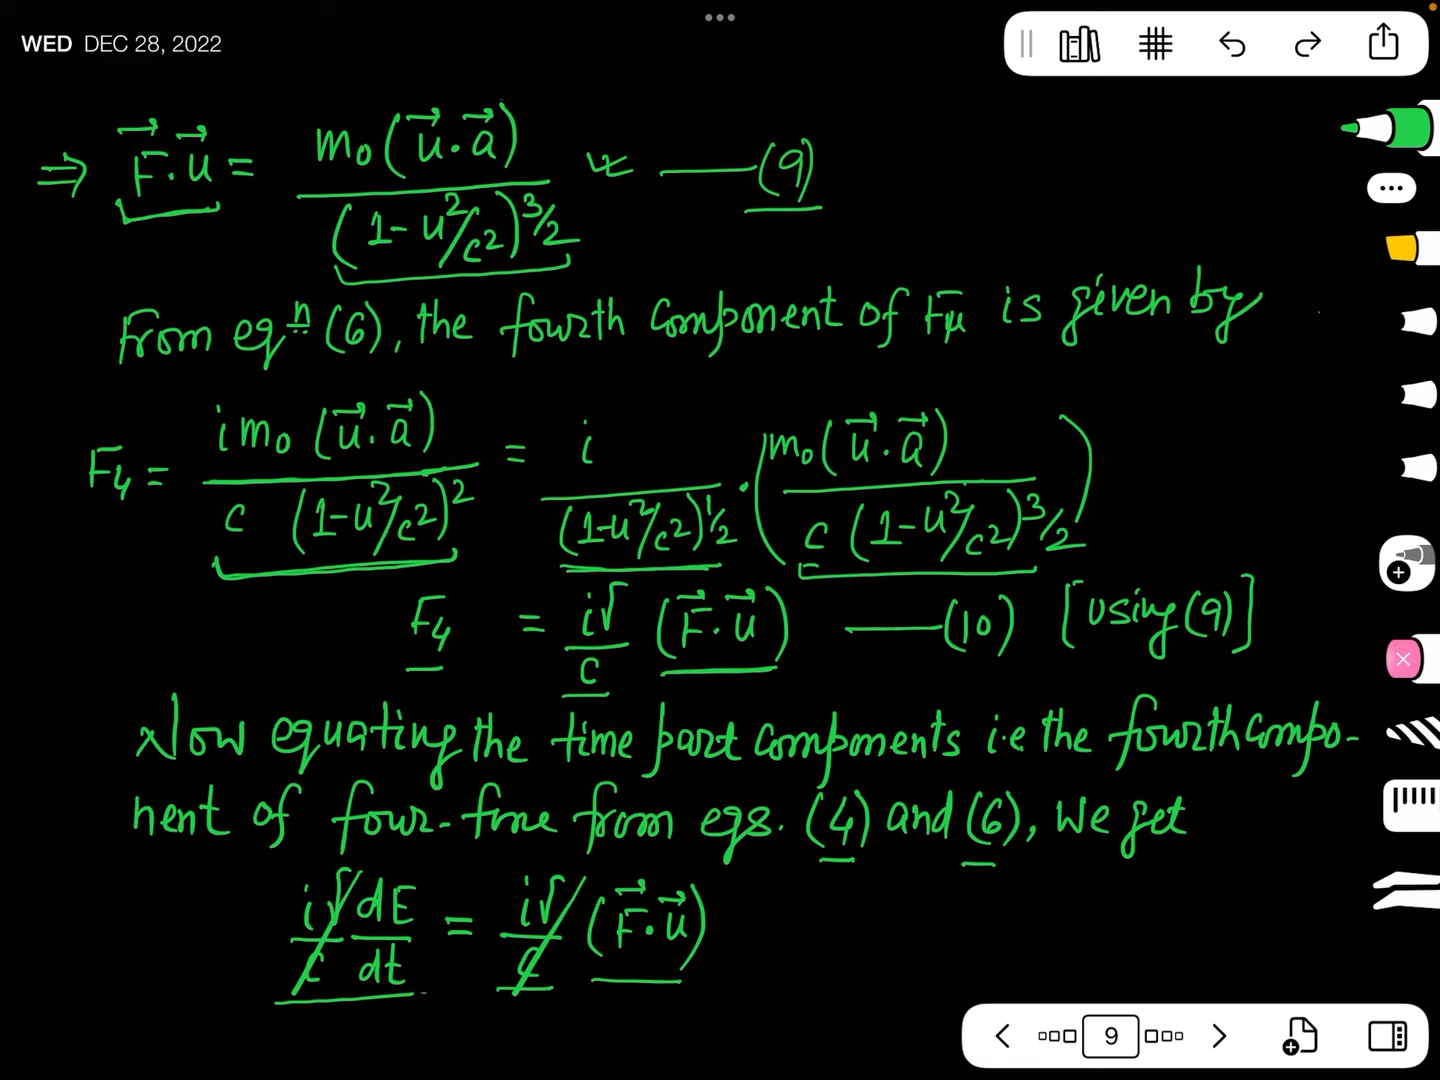 WED DEC 28, 2022
⇒ F⃗·u⃗ = m₀(u⃗·a⃗) / (1-u²/c²)^3/2 ——(9)
From eqⁿ (6), the fourth component of Fμ is given by
F₄ = i m₀ (u⃗·a⃗) / c (1-u²/c²)² = i / (1-u²/c²)^1/2 · (m₀(u⃗·a⃗) / c (1-u²/c²)^3/2)
F₄ = iγ/c (F⃗·u⃗) ——(10) [using (9)]
Now equating the time part components i.e the fourth compo-
nent of four-force from eqs. (4) and (6), we get
iγ/c dE/dt = iγ/c (F⃗·u⃗)
9